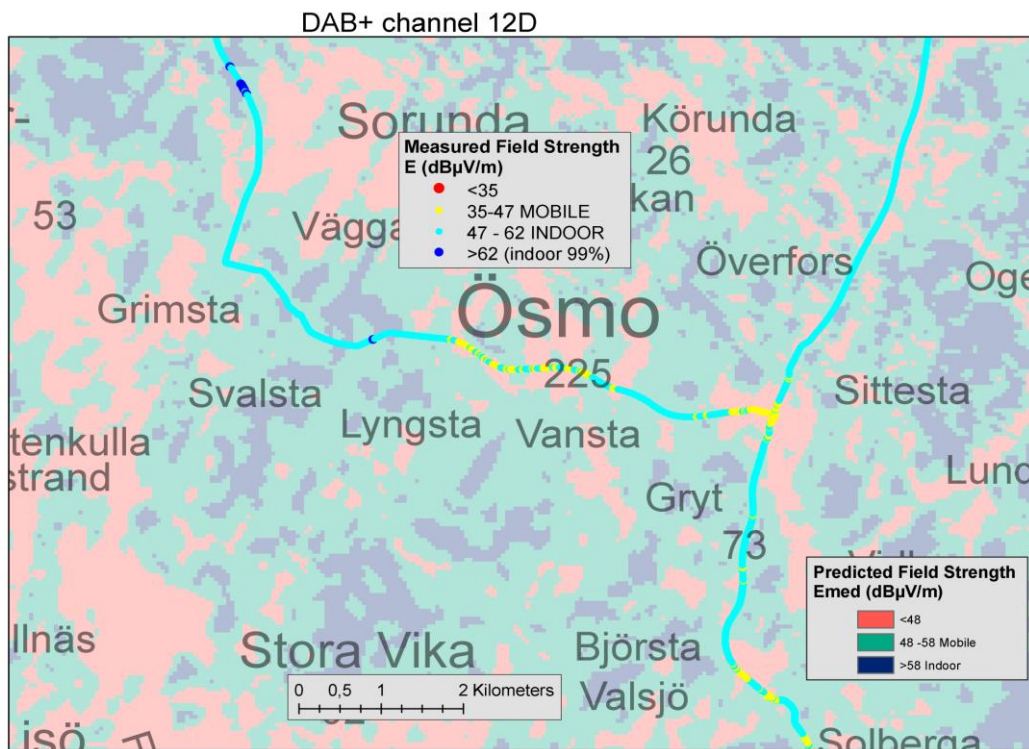 DAB+ channel 12D
Sorunda
Körunda
26
Measured Field Strength
E (dBµV/m)
<35
35-47 MOBILE
47 - 62 INDOOR
>62 (indoor 99%)
53
Vägga
kan
Överfors
Oge
Grimsta
Ösmo
225
Sittesta
Svalsta
Lyngsta
Vansta
tenkulla
strand
Lund
Gryt
73
Predicted Field Strength
Emed (dBµV/m)
<48
48 -58 Mobile
>58 Indoor
llnäs
Stora Vika
Björsta
Valsjö
0 0,5 1 2 Kilometers
isö
Solberga